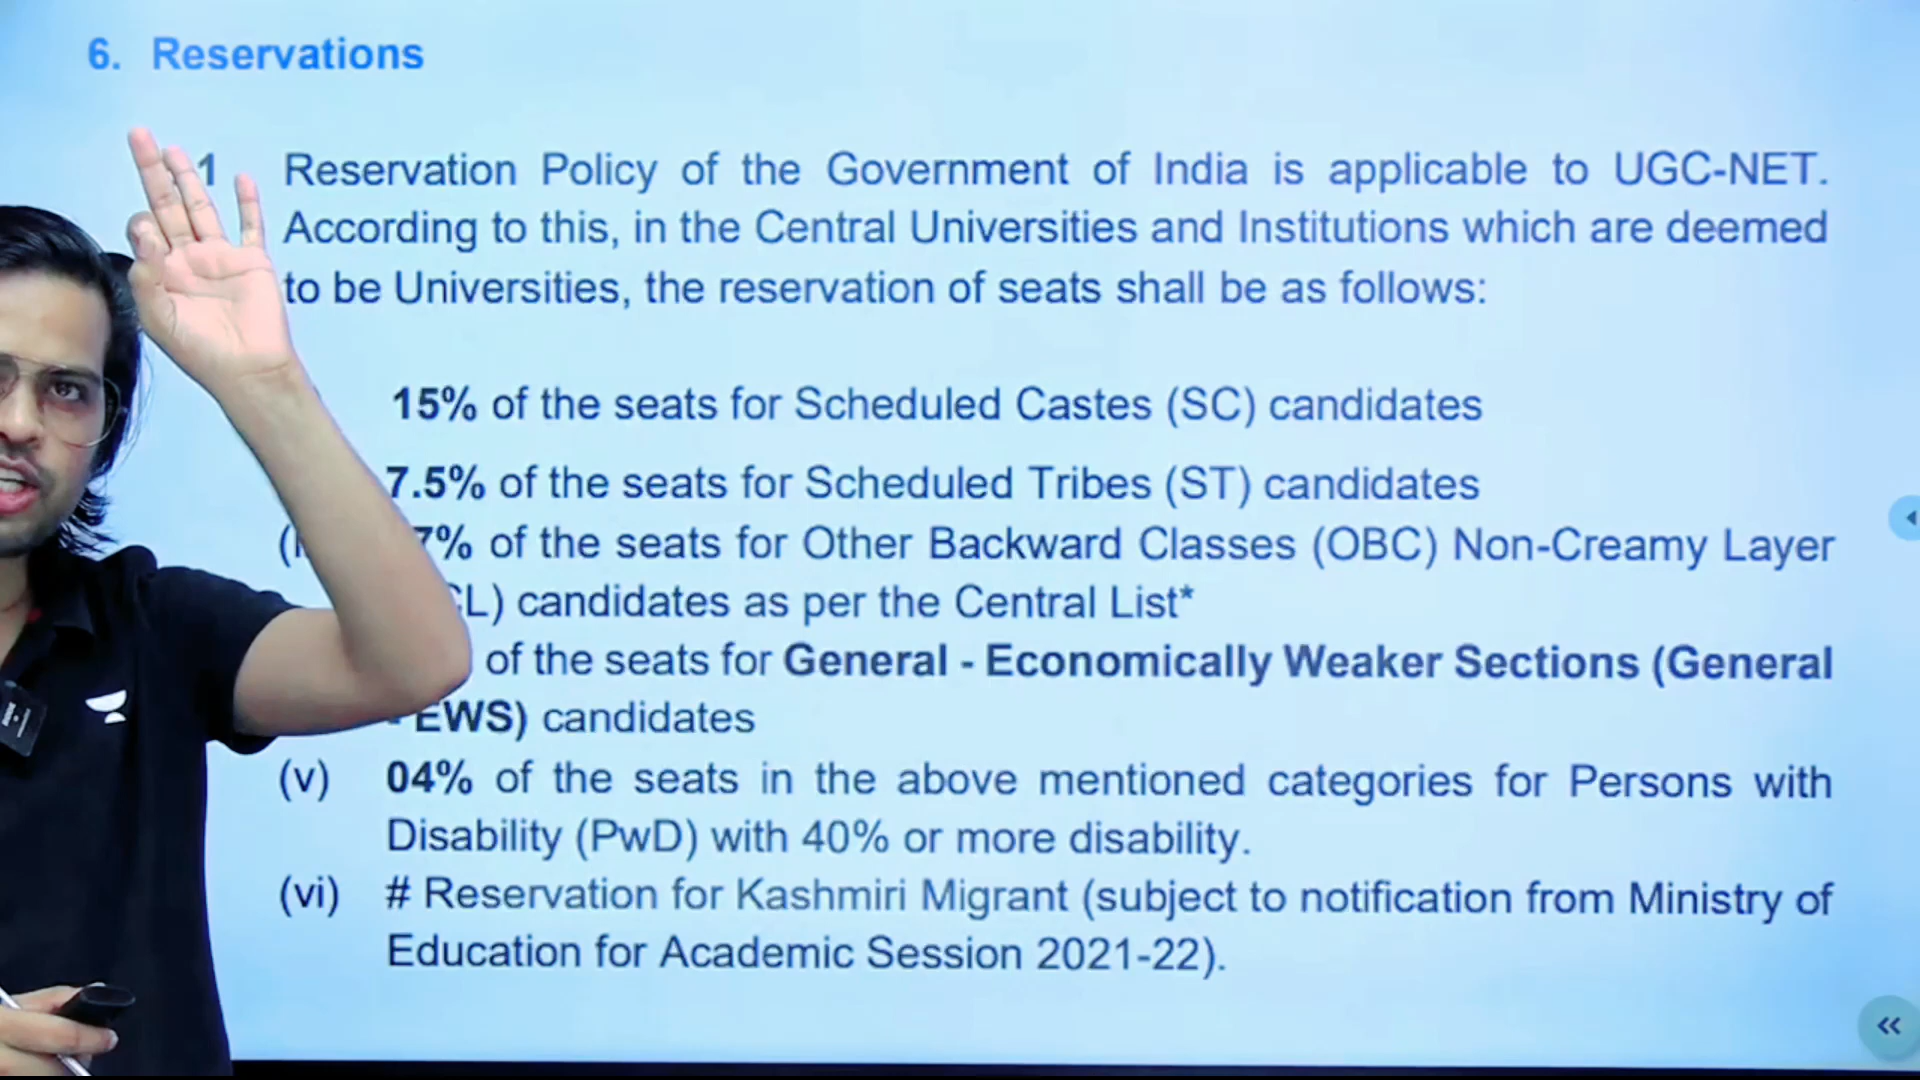 6. Reservations
1 Reservation Policy of the Government of India is applicable to UGC-NET.
According to this, in the Central Universities and Institutions which are deemed
to be Universities, the reservation of seats shall be as follows:
15% of the seats for Scheduled Castes (SC) candidates
7.5% of the seats for Scheduled Tribes (ST) candidates
7% of the seats for Other Backward Classes (OBC) Non-Creamy Layer
CL) candidates as per the Central List*
of the seats for General - Economically Weaker Sections (General
- EWS) candidates
(v) 04% of the seats in the above mentioned categories for Persons with
Disability (PwD) with 40% or more disability.
(vi) # Reservation for Kashmiri Migrant (subject to notification from Ministry of
Education for Academic Session 2021-22).